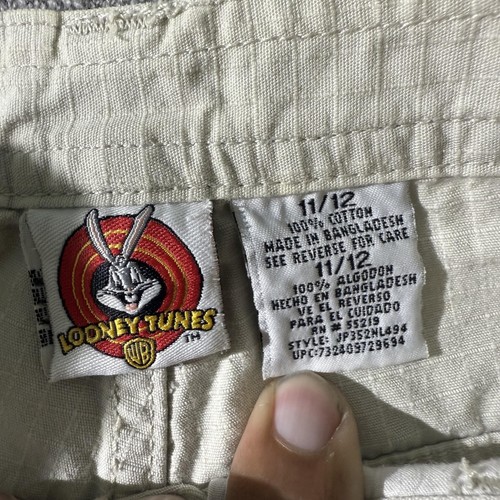 LOONEY TUNES
TM
WB
11/12
100% COTTON
MADE IN BANGLADESH
SEE REVERSE FOR CARE
11/12
100% ALGODON
HECHO EN BANGLADESH
VE EL REVERSO
PARA EL CUIDADO
RN # 55219
STYLE: JP352NL494
UPC:732409729694